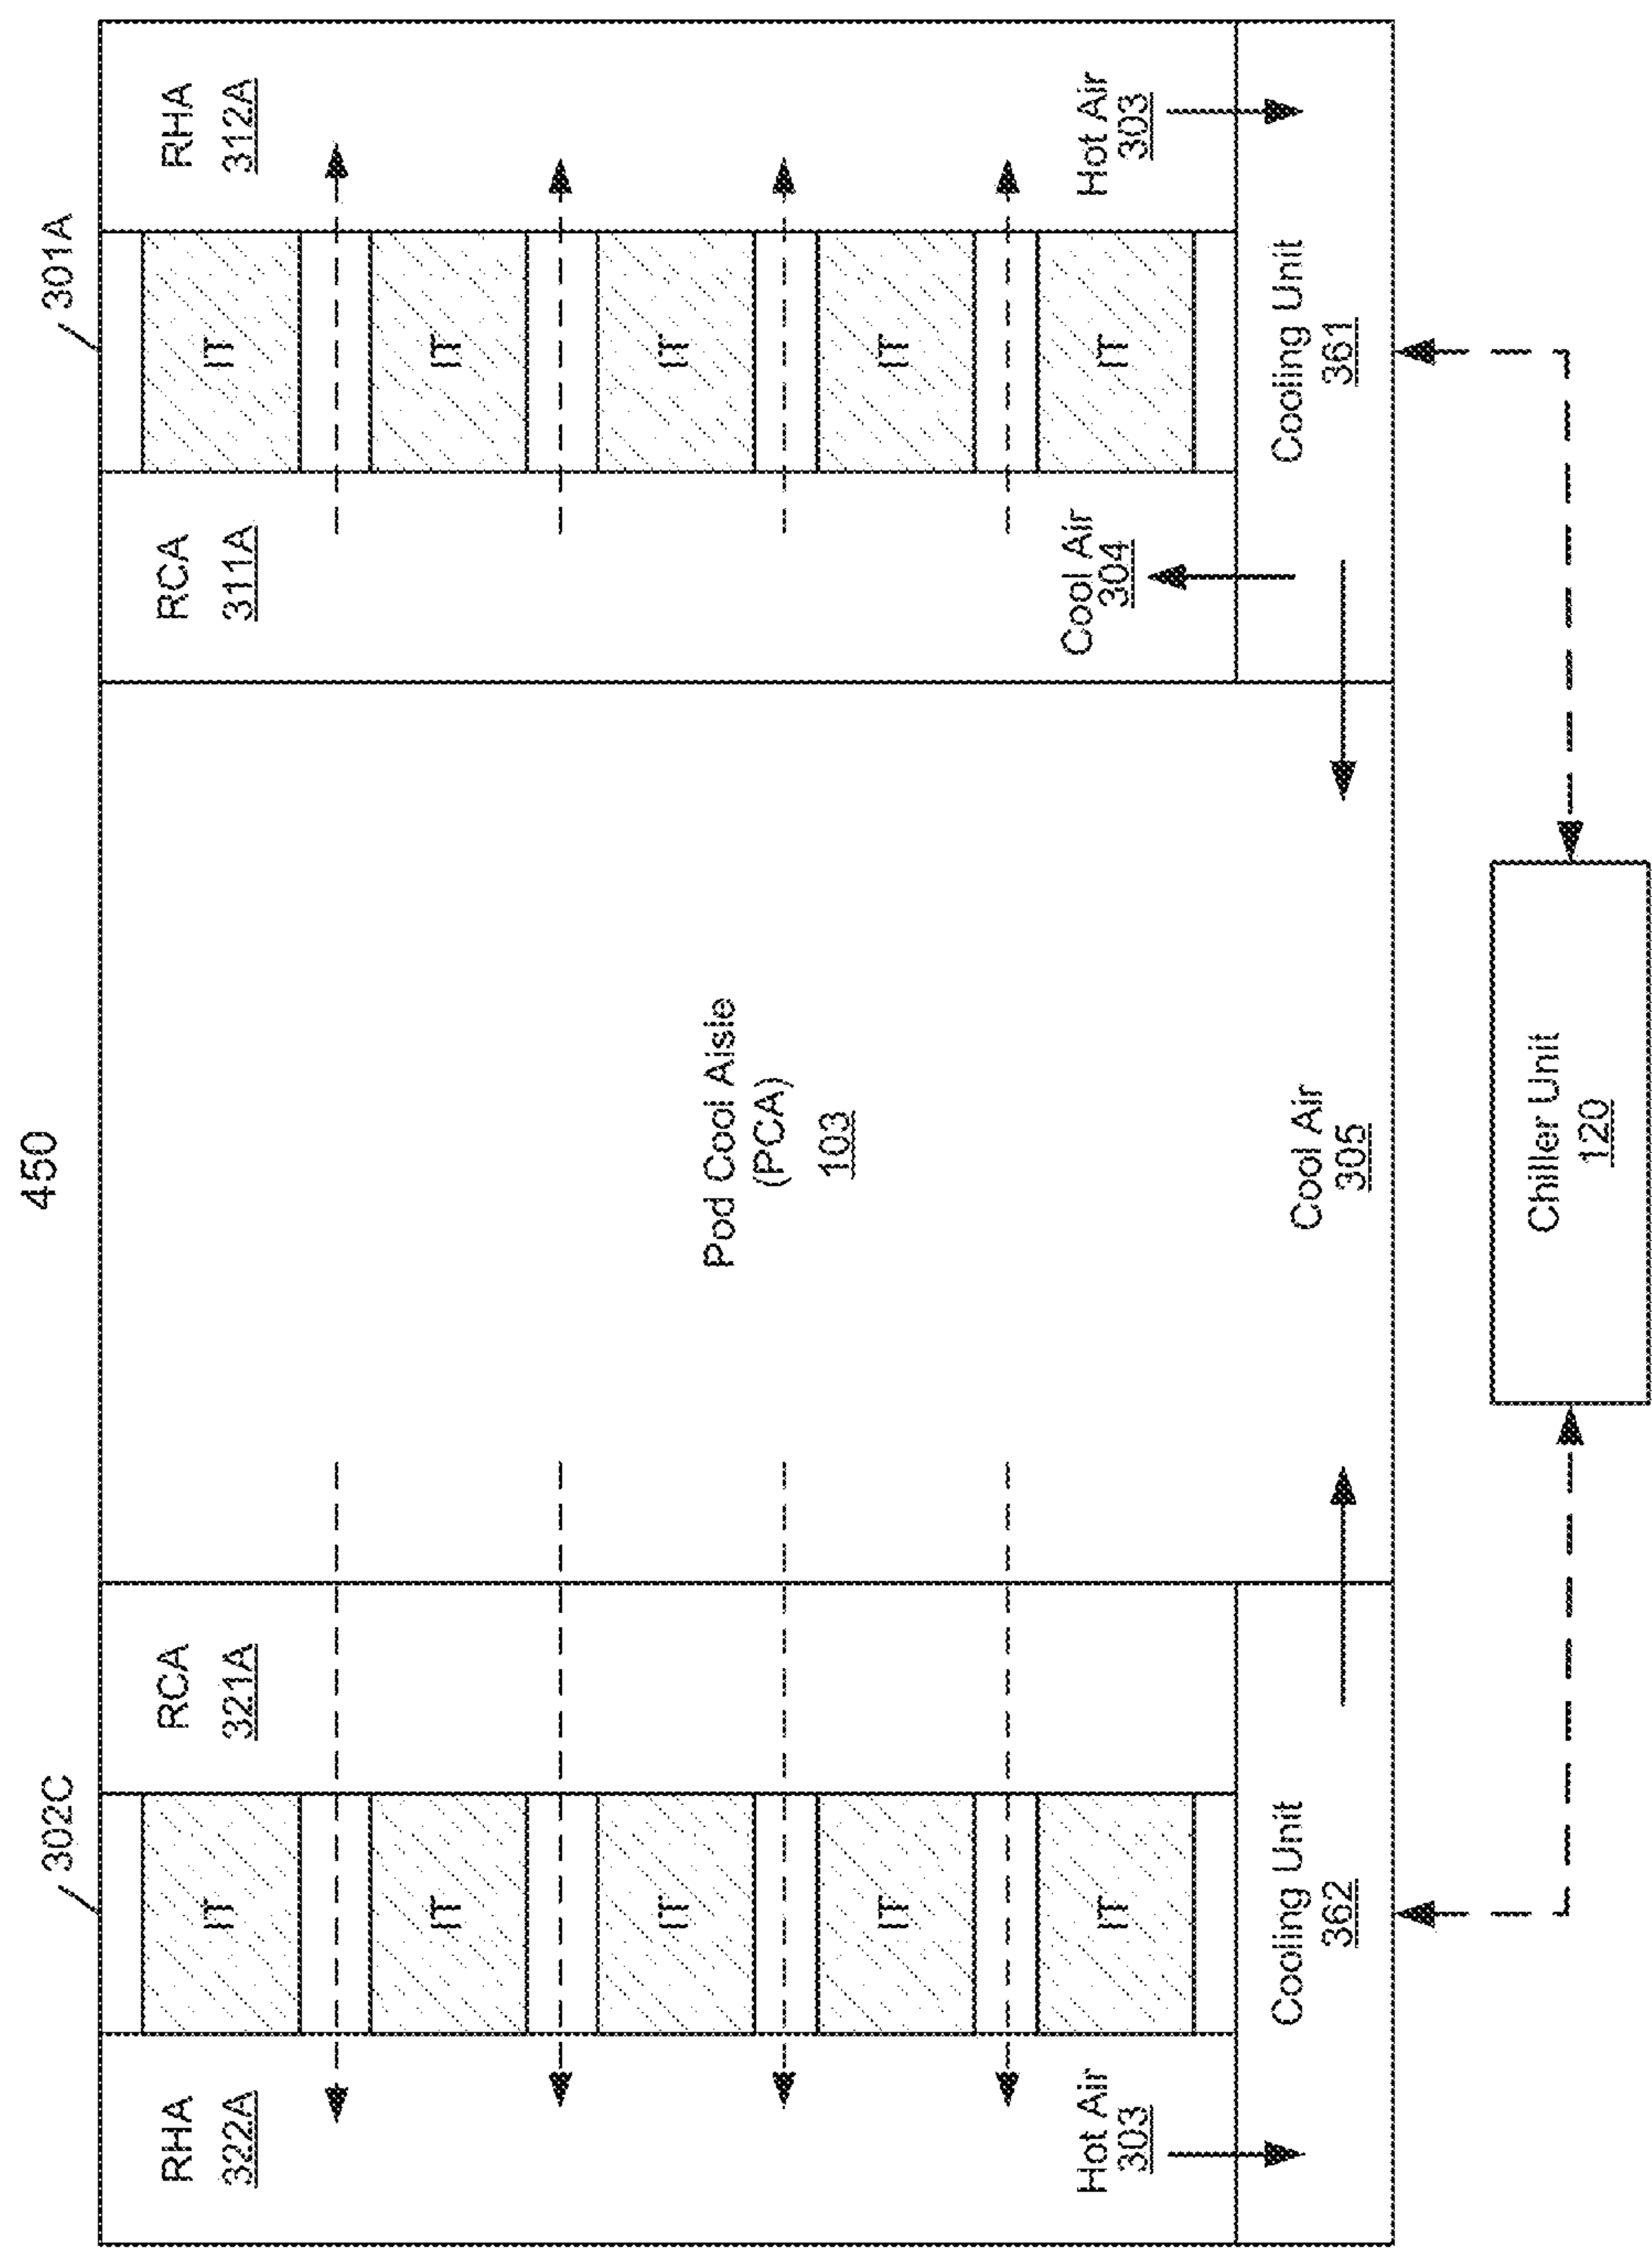 450
302C
301A
RHA
322A
RCA
321A
RCA
311A
RHA
312A
IT
IT
IT
IT
IT
IT
IT
IT
IT
IT
Pod Cool Aisle
(PCA)
103
Hot Air
303
Cool Air
304
Hot Air
303
Cooling Unit
362
Cool Air
305
Cooling Unit
361
Chiller Unit
120